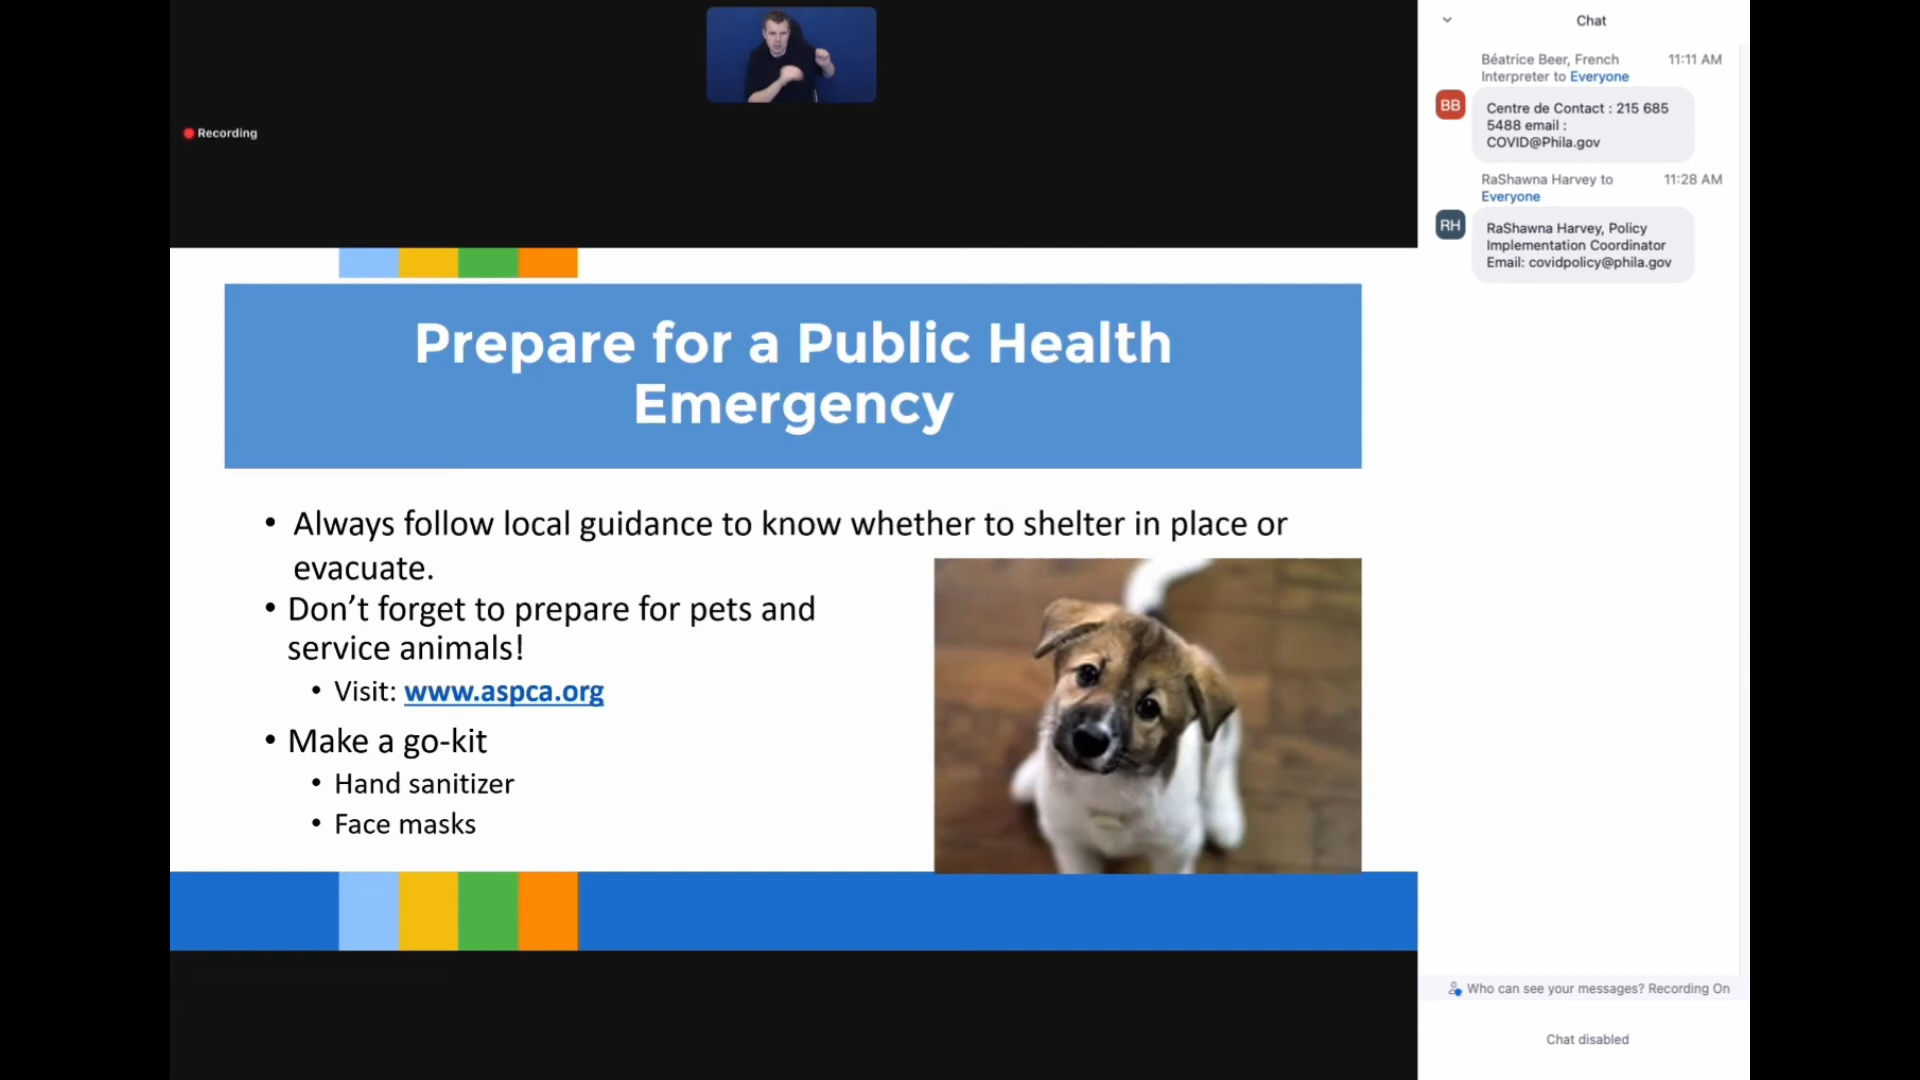 Recording
Prepare for a Public Health
Emergency
• Always follow local guidance to know whether to shelter in place or
evacuate.
• Don’t forget to prepare for pets and
service animals!
• Visit: www.aspca.org
• Make a go-kit
• Hand sanitizer
• Face masks
Chat
Béatrice Beer, French
Interpreter to Everyone
11:11 AM
BB
Centre de Contact : 215 685
5488 email :
COVID@Phila.gov
RaShawna Harvey to
Everyone
11:28 AM
RH
RaShawna Harvey, Policy
Implementation Coordinator
Email: covidpolicy@phila.gov
Who can see your messages? Recording On
Chat disabled